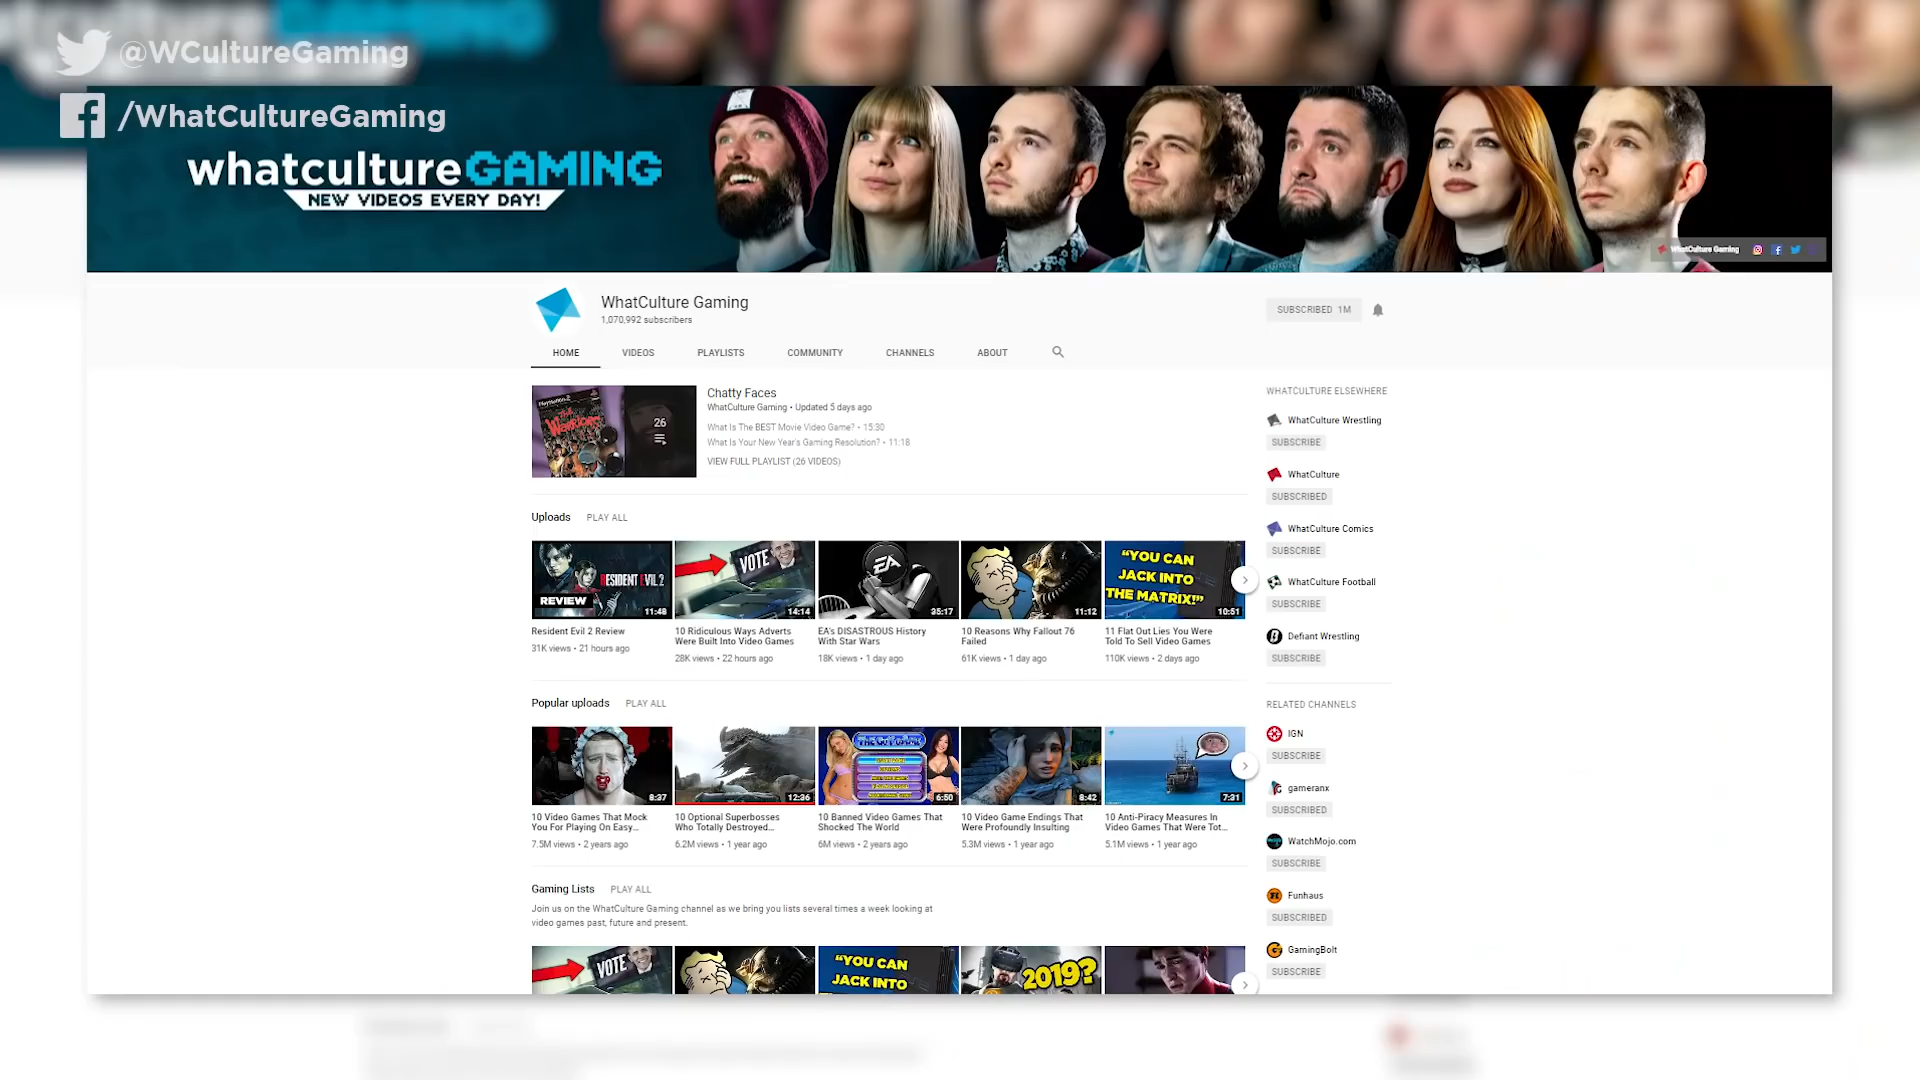 @WCultureGaming
/WhatCultureGaming
whatcultureGAMING
NEW VIDEOS EVERY DAY!
WhatCulture Gaming
WhatCulture Gaming
1,070,992 subscribers
SUBSCRIBED 1M
HOME
VIDEOS
PLAYLISTS
COMMUNITY
CHANNELS
ABOUT
PlayStation 2
THE WARRIORS
26
Chatty Faces
WhatCulture Gaming • Updated 5 days ago
What Is The BEST Movie Video Game? • 15:30
What Is Your New Year's Gaming Resolution? • 11:18
VIEW FULL PLAYLIST (26 VIDEOS)
Uploads PLAY ALL
RESIDENT EVIL 2
REVIEW
11:48
VOTE
14:14
EA
35:17
11:12
“YOU CAN
JACK INTO
THE MATRIX!”
10:51
Resident Evil 2 Review
31K views • 21 hours ago
10 Ridiculous Ways Adverts
Were Built Into Video Games
28K views • 22 hours ago
EA's DISASTROUS History
With Star Wars
18K views • 1 day ago
10 Reasons Why Fallout 76
Failed
61K views • 1 day ago
11 Flat Out Lies You Were
Told To Sell Video Games
110K views • 2 days ago
Popular uploads PLAY ALL
8:37
12:36
6:50
8:42
7:31
10 Video Games That Mock
You For Playing On Easy...
7.5M views • 2 years ago
10 Optional Superbosses
Who Totally Destroyed...
6.2M views • 1 year ago
10 Banned Video Games That
Shocked The World
6M views • 2 years ago
10 Video Game Endings That
Were Profoundly Insulting
5.3M views • 1 year ago
10 Anti-Piracy Measures In
Video Games That Were Tot...
5.1M views • 1 year ago
Gaming Lists PLAY ALL
Join us on the WhatCulture Gaming channel as we bring you lists several times a week looking at
video games past, future and present.
VOTE
“YOU CAN
JACK INTO
2019?
WHATCULTURE ELSEWHERE
WhatCulture Wrestling
SUBSCRIBE
WhatCulture
SUBSCRIBED
WhatCulture Comics
SUBSCRIBE
WhatCulture Football
SUBSCRIBE
Defiant Wrestling
SUBSCRIBE
RELATED CHANNELS
IGN
SUBSCRIBE
gameranx
SUBSCRIBED
WatchMojo.com
SUBSCRIBE
Funhaus
SUBSCRIBED
GamingBolt
SUBSCRIBE